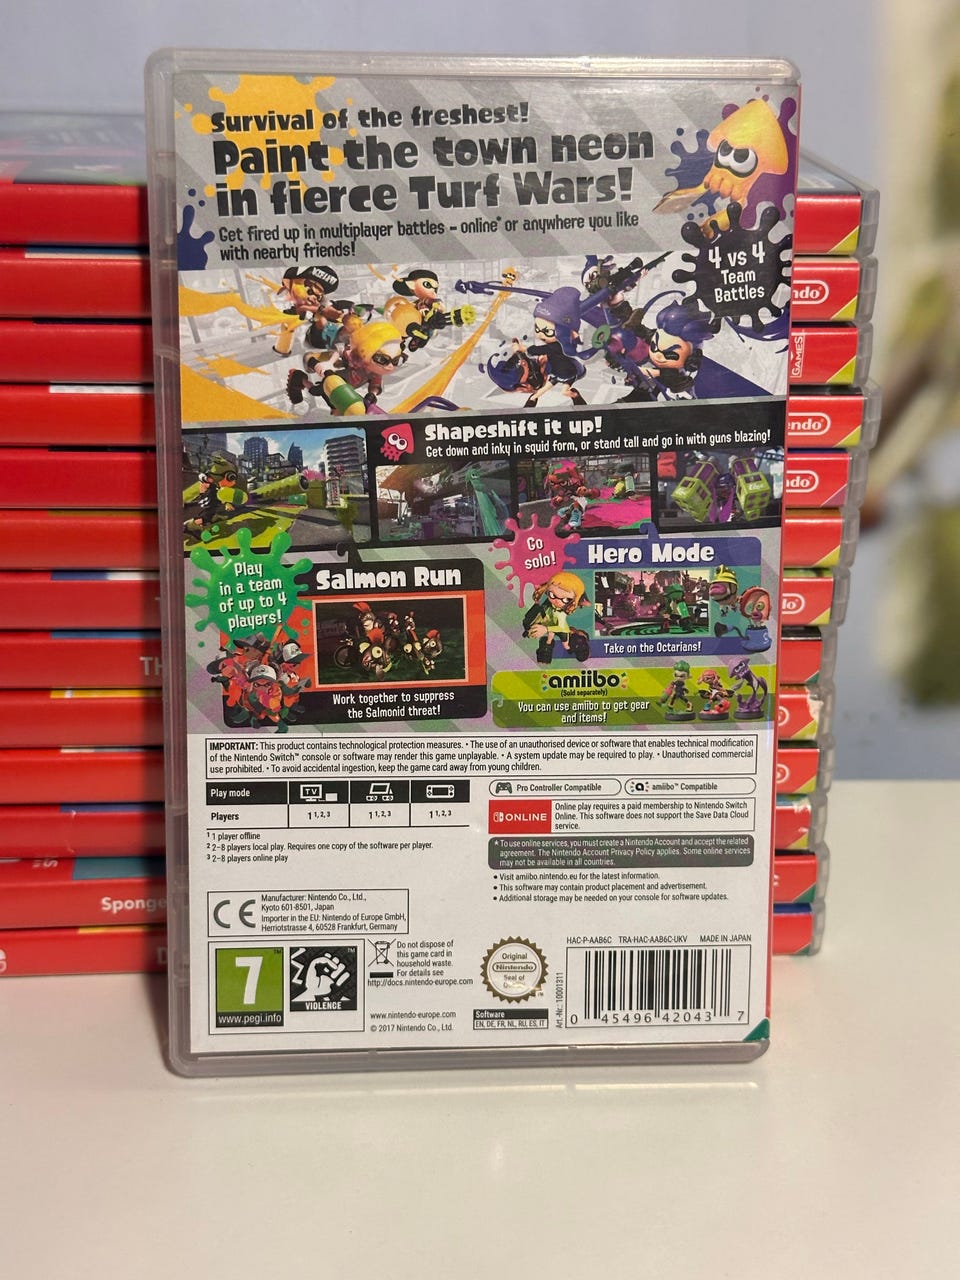 Survival of the freshest!
Paint the town neon
in fierce Turf Wars!
Get fired up in multiplayer battles – online* or anywhere you like
with nearby friends!
4 vs 4
Team
Battles
Shapeshift it up!
Get down and inky in squid form, or stand tall and go in with guns blazing!
Play
in a team
of up to 4
players!
Salmon Run
Work together to suppress
the Salmonid threat!
Go
solo!
Hero Mode
Take on the Octarians!
amiibo
(Sold separately)
You can use amiibo to get gear
and items!
IMPORTANT: This product contains technological protection measures. • The use of an unauthorised device or software that enables technical modification
of the Nintendo Switch™ console or software may render this game unplayable. • A system update may be required to play. • Unauthorised commercial
use prohibited. • To avoid accidental ingestion, keep the game card away from young children.
Play mode TV
Players 1 1, 2, 3 1 1, 2, 3 1 1, 2, 3
1 1 player offline
2 2–8 players local play. Requires one copy of the software per player.
3 2–8 players online play
Pro Controller Compatible
amiibo™ Compatible
ONLINE
Online play requires a paid membership to Nintendo Switch
Online. This software does not support the Save Data Cloud
service.
* To use online services, you must create a Nintendo Account and accept the related
agreement. The Nintendo Account Privacy Policy applies. Some online services
may not be available in all countries.
• Visit amiibo.nintendo.eu for the latest information.
• This software may contain product placement and advertisement.
• Additional storage may be needed on your console for software updates.
CE
Manufacturer: Nintendo Co., Ltd.,
Kyoto 601-8501, Japan
Importer in the EU: Nintendo of Europe GmbH,
Herriotstrasse 4, 60528 Frankfurt, Germany
7
www.pegi.info
VIOLENCE
Do not dispose of
this game card in
household waste.
For details see
http://docs.nintendo-europe.com
www.nintendo-europe.com
© 2017 Nintendo Co., Ltd.
Original
Nintendo
Seal of
Software
EN, DE, FR, NL, RU, ES, IT
Art.-Nr.: 10001311
HAC-P-AAB6C TRA-HAC-AAB6C-UKV MADE IN JAPAN
0 45496 42043 7
GAMES
TH
Sponge
D